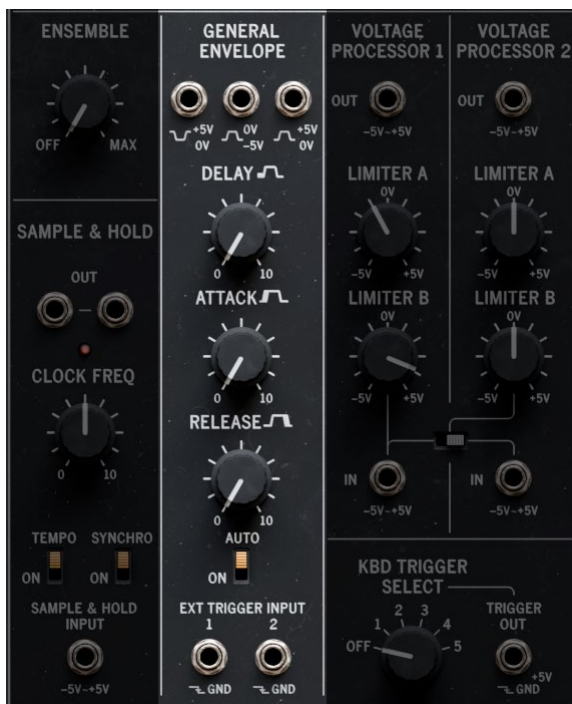 ENSEMBLE
OFF MAX
SAMPLE & HOLD
OUT
CLOCK FREQ
0 10
TEMPO SYNCHRO
ON ON
SAMPLE & HOLD
INPUT
-5V~+5V
GENERAL
ENVELOPE
+5V 0V +5V
0V -5V 0V
DELAY
0 10
ATTACK
0 10
RELEASE
0 10
AUTO
ON
EXT TRIGGER INPUT
1 2
GND GND
VOLTAGE
PROCESSOR 1
OUT
-5V~+5V
LIMITER A
0V
-5V +5V
LIMITER B
0V
-5V +5V
IN
-5V~+5V
VOLTAGE
PROCESSOR 2
OUT
-5V~+5V
LIMITER A
0V
-5V +5V
LIMITER B
0V
-5V +5V
IN
-5V~+5V
KBD TRIGGER
SELECT
OFF 1 2 3 4 5
TRIGGER
OUT
+5V
GND